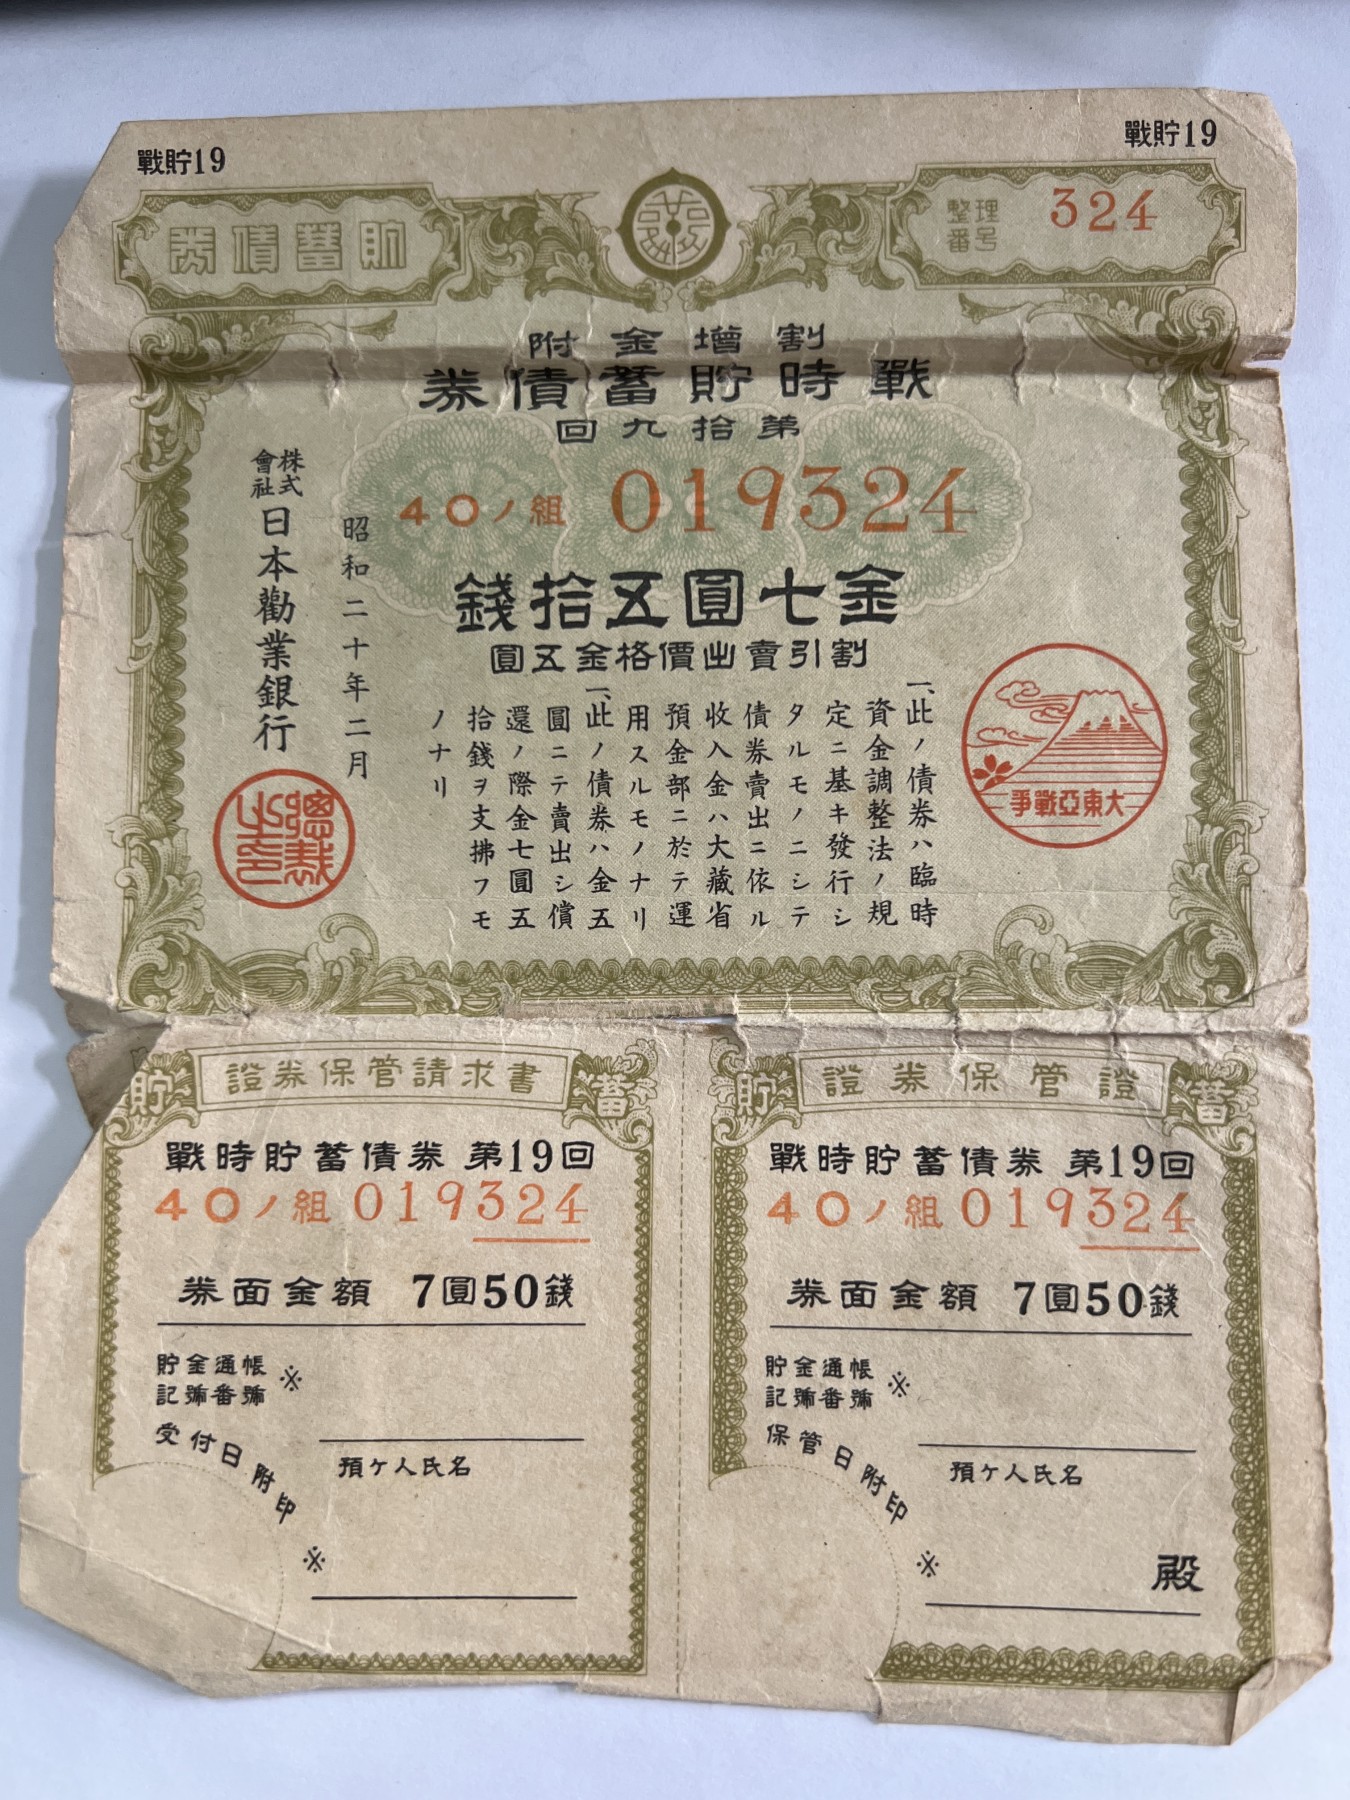 戰貯19
戰貯19
貯蓄債券
整理番号
324
割增金附
戰時貯蓄債券
第拾九回
40ノ組 019324
金七圓五拾錢
割引賣出價格金五圓
一、此ノ債券ハ臨時
資金調整法ノ規
定ニ基キ發行シ
タルモノニシテ
債券賣出ニ依ル
收入金ハ大藏省
預金部ニ於テ運
用スルモノナリ
一、此ノ債券ハ金五
圓ニテ賣出シ償
還ノ際金七圓五
拾錢ヲ支拂フモ
ノナリ
昭和二十年二月
株式會社日本勸業銀行
總裁之印
大東亞戰爭
貯
證券保管請求書
蓄
戰時貯蓄債券 第19回
40ノ組 019324
券面金額 7圓50錢
貯金通帳
記號番號
※
受付日附印
預ケ人氏名
※
貯
證券保管證
蓄
戰時貯蓄債券 第19回
40ノ組 019324
券面金額 7圓50錢
貯金通帳
記號番號
※
保管日附印
預ケ人氏名
※
殿